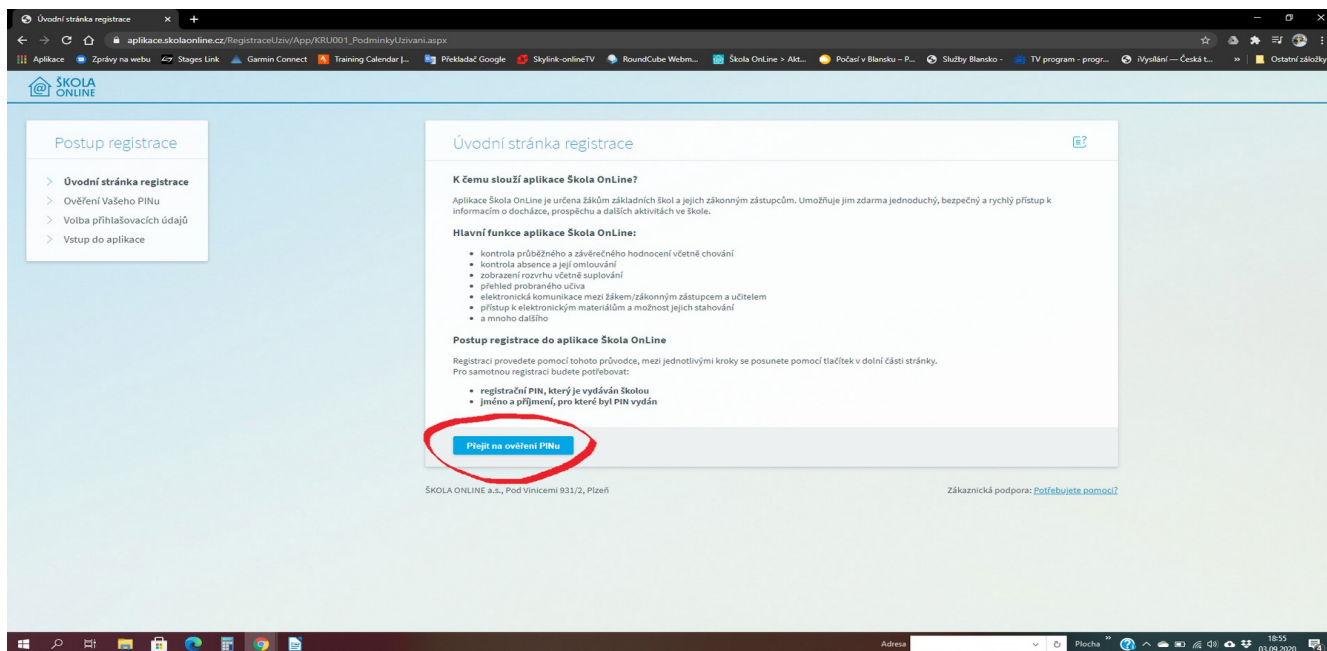 Úvodní stránka registrace
aplikace.skolaonline.cz/RegistraceUziv/App/KRU001_PodminkyUzivani.aspx
Aplikace
Zprávy na webu
Stages Link
Garmin Connect
Training Calendar |...
Překladač Google
Skylink-onlineTV
RoundCube Webm...
Škola OnLine > Akt...
Počasí v Blansku – P...
Služby Blansko -
TV program - progr...
iVysílání — Česká t...
»
Ostatní záložky
ŠKOLA
ONLINE
Postup registrace
Úvodní stránka registrace
Ověření Vašeho PINu
Volba přihlašovacích údajů
Vstup do aplikace
Úvodní stránka registrace
K čemu slouží aplikace Škola OnLine?
Aplikace Škola OnLine je určena žákům základních škol a jejich zákonným zástupcům. Umožňuje jim zdarma jednoduchý, bezpečný a rychlý přístup k
informacím o docházce, prospěchu a dalších aktivitách ve škole.
Hlavní funkce aplikace Škola OnLine:
• kontrola průběžného a závěrečného hodnocení včetně chování
• kontrola absence a její omlouvání
• zobrazení rozvrhu včetně suplování
• přehled probraného učiva
• elektronická komunikace mezi žákem/zákonným zástupcem a učitelem
• přístup k elektronickým materiálům a možnost jejich stahování
• a mnoho dalšího
Postup registrace do aplikace Škola OnLine
Registraci provedete pomocí tohoto průvodce, mezi jednotlivými kroky se posunete pomocí tlačítek v dolní části stránky.
Pro samotnou registraci budete potřebovat:
• registrační PIN, který je vydáván školou
• jméno a příjmení, pro které byl PIN vydán
Přejít na ověření PINu
ŠKOLA ONLINE a.s., Pod Vinicemi 931/2, Plzeň
Zákaznická podpora: Potřebujete pomoci?
Adresa
Plocha
»
18:55
03.09.2020